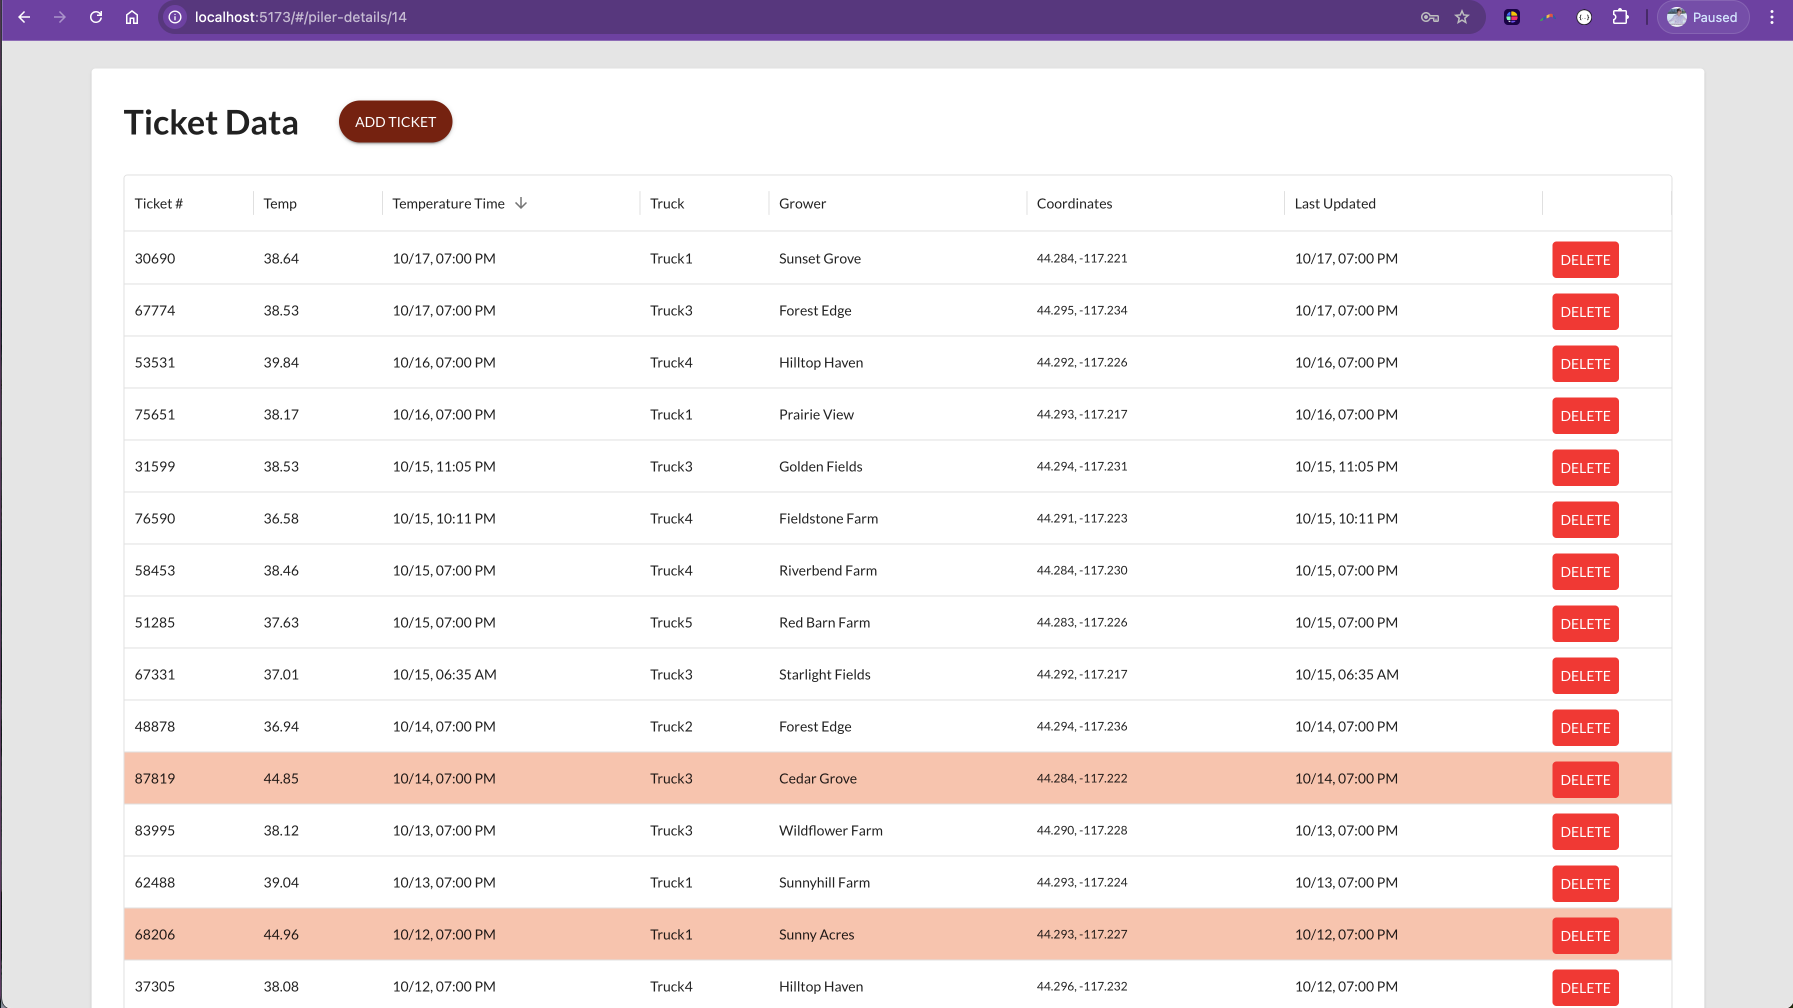 localhost:5173/#/piler-details/14 Paused
Ticket Data ADD TICKET
Ticket # Temp Temperature Time Truck Grower Coordinates Last Updated
30690 38.64 10/17, 07:00 PM Truck1 Sunset Grove 44.284, -117.221 10/17, 07:00 PM DELETE
67774 38.53 10/17, 07:00 PM Truck3 Forest Edge 44.295, -117.234 10/17, 07:00 PM DELETE
53531 39.84 10/16, 07:00 PM Truck4 Hilltop Haven 44.292, -117.226 10/16, 07:00 PM DELETE
75651 38.17 10/16, 07:00 PM Truck1 Prairie View 44.293, -117.217 10/16, 07:00 PM DELETE
31599 38.53 10/15, 11:05 PM Truck3 Golden Fields 44.294, -117.231 10/15, 11:05 PM DELETE
76590 36.58 10/15, 10:11 PM Truck4 Fieldstone Farm 44.291, -117.223 10/15, 10:11 PM DELETE
58453 38.46 10/15, 07:00 PM Truck4 Riverbend Farm 44.284, -117.230 10/15, 07:00 PM DELETE
51285 37.63 10/15, 07:00 PM Truck5 Red Barn Farm 44.283, -117.226 10/15, 07:00 PM DELETE
67331 37.01 10/15, 06:35 AM Truck3 Starlight Fields 44.292, -117.217 10/15, 06:35 AM DELETE
48878 36.94 10/14, 07:00 PM Truck2 Forest Edge 44.294, -117.236 10/14, 07:00 PM DELETE
87819 44.85 10/14, 07:00 PM Truck3 Cedar Grove 44.284, -117.222 10/14, 07:00 PM DELETE
83995 38.12 10/13, 07:00 PM Truck3 Wildflower Farm 44.290, -117.228 10/13, 07:00 PM DELETE
62488 39.04 10/13, 07:00 PM Truck1 Sunnyhill Farm 44.293, -117.224 10/13, 07:00 PM DELETE
68206 44.96 10/12, 07:00 PM Truck1 Sunny Acres 44.293, -117.227 10/12, 07:00 PM DELETE
37305 38.08 10/12, 07:00 PM Truck4 Hilltop Haven 44.296, -117.232 10/12, 07:00 PM DELETE